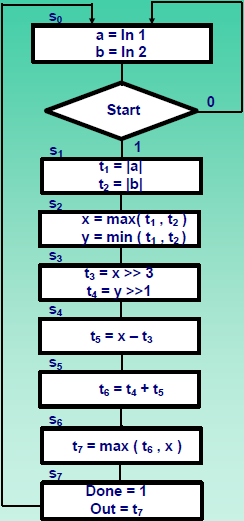 S₀
a = In 1
b = In 2
Start
0
1
S₁
t₁ = |a|
t₂ = |b|
S₂
x = max( t₁ , t₂ )
y = min ( t₁ , t₂ )
S₃
t₃ = x >> 3
t₄ = y >>1
S₄
t₅ = x – t₃
S₅
t₆ = t₄ + t₅
S₆
t₇ = max ( t₆ , x )
S₇
Done = 1
Out = t₇